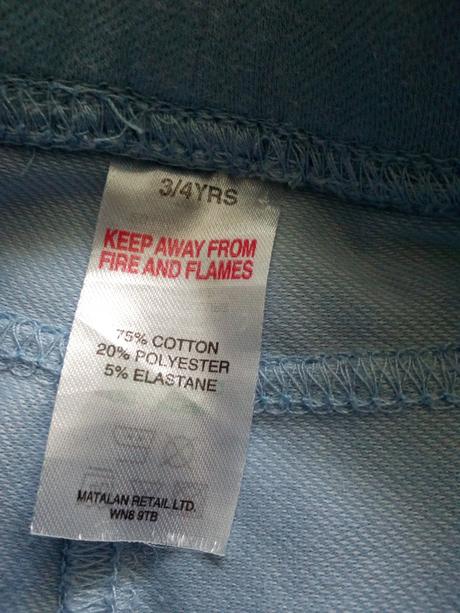 3/4YRS
KEEP AWAY FROM
FIRE AND FLAMES
75% COTTON
20% POLYESTER
5% ELASTANE
MATALAN RETAIL LTD.
WN8 9TB